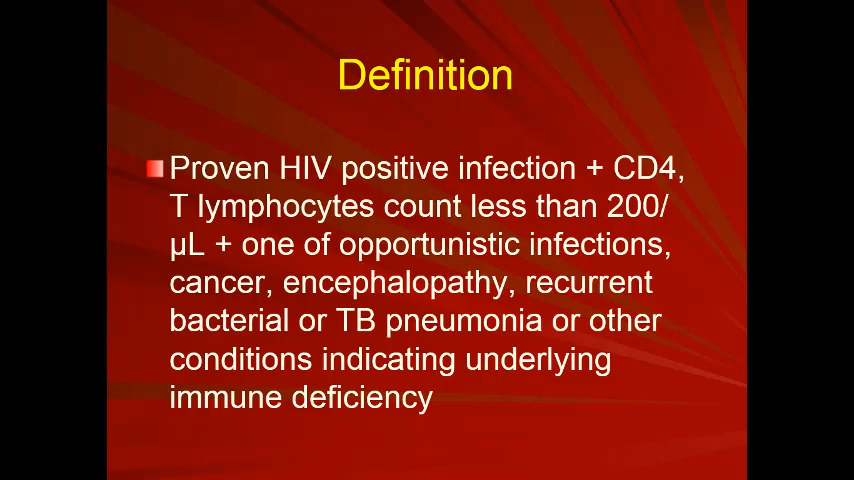 Definition
Proven HIV positive infection + CD4,
T lymphocytes count less than 200/
µL + one of opportunistic infections,
cancer, encephalopathy, recurrent
bacterial or TB pneumonia or other
conditions indicating underlying
immune deficiency